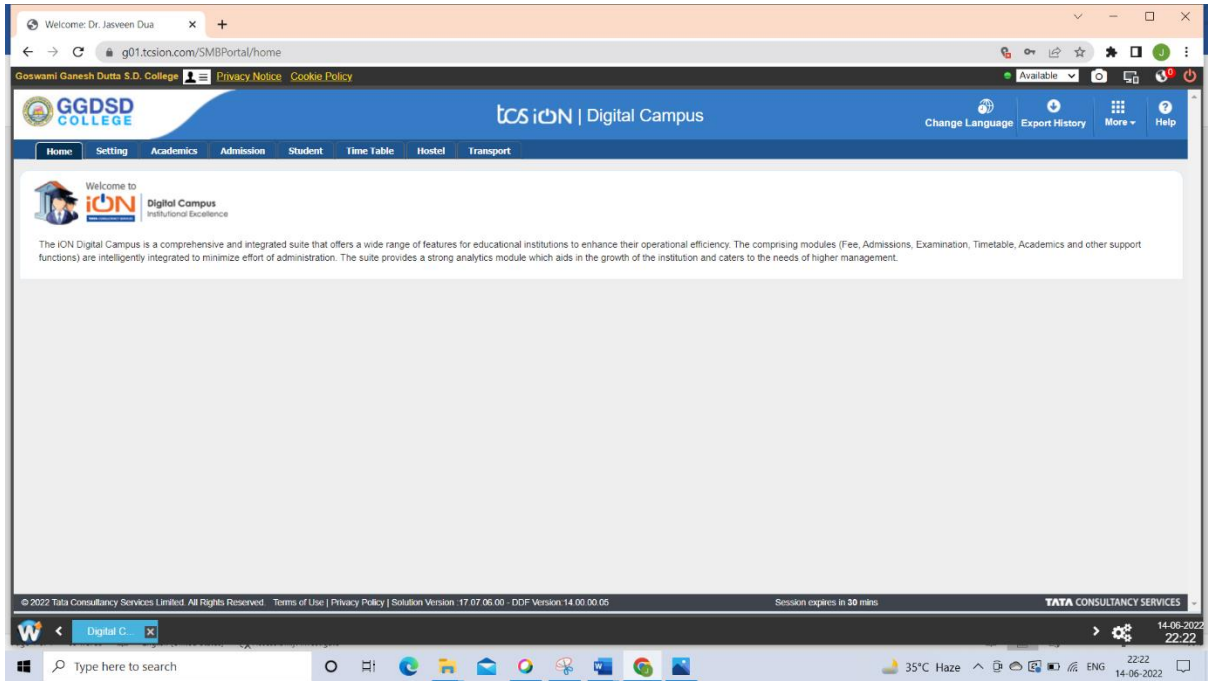 Welcome: Dr. Jasveen Dua
g01.tcsion.com/SMBPortal/home
J
Goswami Ganesh Dutta S.D. College Privacy Notice Cookie Policy Available 0
GGDSD
COLLEGE
tcs iON | Digital Campus
Change Language Export History More Help
Home Setting Academics Admission Student Time Table Hostel Transport
Welcome to
iON
TATA CONSULTANCY SERVICES
Digital Campus
Institutional Excellence
The iON Digital Campus is a comprehensive and integrated suite that offers a wide range of features for educational institutions to enhance their operational efficiency. The comprising modules (Fee, Admissions, Examination, Timetable, Academics and other support
functions) are intelligently integrated to minimize effort of administration. The suite provides a strong analytics module which aids in the growth of the institution and caters to the needs of higher management.
© 2022 Tata Consultancy Services Limited. All Rights Reserved. Terms of Use | Privacy Policy | Solution Version :17.07.06.00 - DDF Version:14.00.00.05 Session expires in 30 mins TATA CONSULTANCY SERVICES
W Digital C... 14-06-2022
22:22
Type here to search 35°C Haze ENG 22:22
14-06-2022